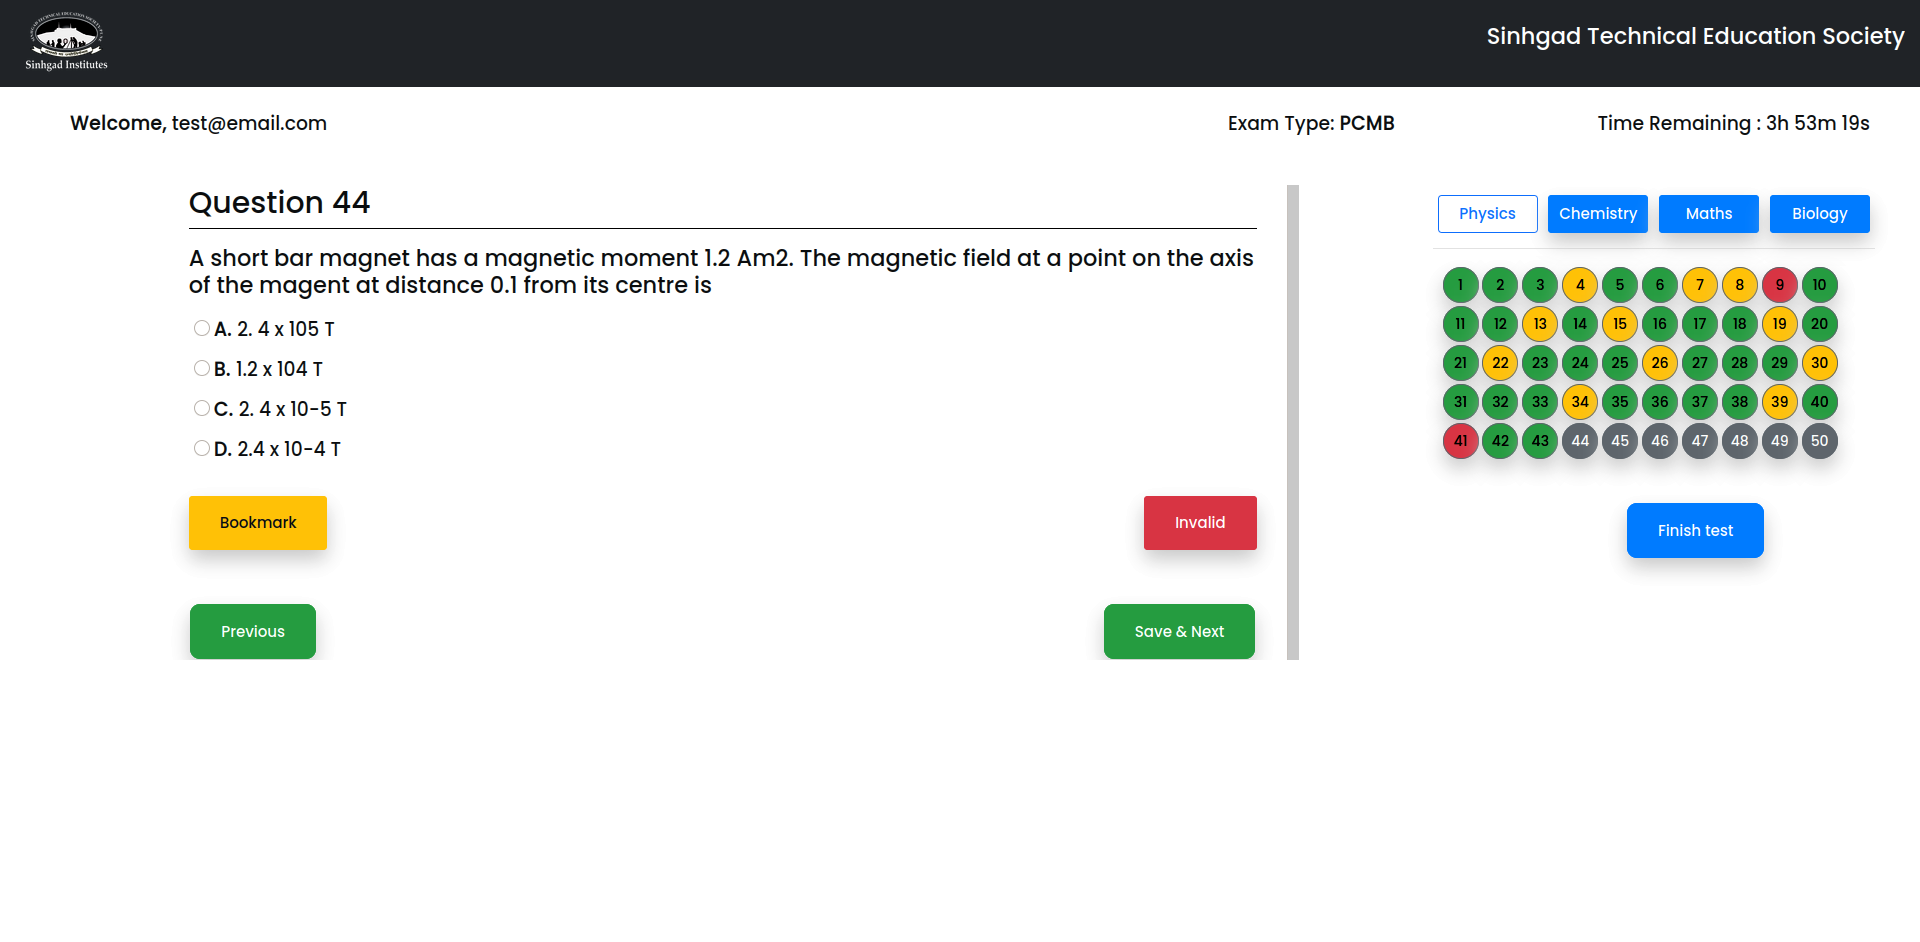 Sinhgad Institutes
Sinhgad Technical Education Society
Welcome, test@email.com
Exam Type: PCMB
Time Remaining : 3h 53m 19s
Question 44
A short bar magnet has a magnetic moment 1.2 Am2. The magnetic field at a point on the axis
of the magent at distance 0.1 from its centre is
A. 2. 4 x 105 T
B. 1.2 x 104 T
C. 2. 4 x 10-5 T
D. 2.4 x 10-4 T
Bookmark
Invalid
Previous
Save & Next
Physics Chemistry Maths Biology
1 2 3 4 5 6 7 8 9 10
11 12 13 14 15 16 17 18 19 20
21 22 23 24 25 26 27 28 29 30
31 32 33 34 35 36 37 38 39 40
41 42 43 44 45 46 47 48 49 50
Finish test